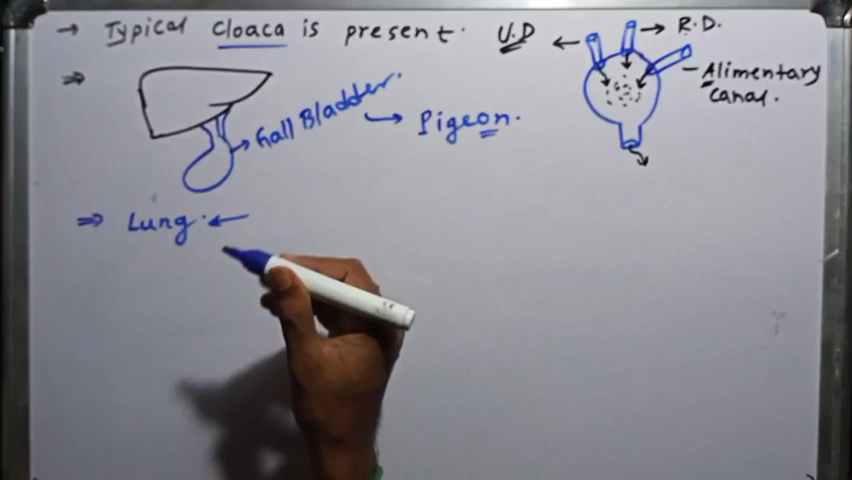 → Typical Cloaca is present. U.D ← → R.D.
– Alimentary
Canal.
⇒ → Gall Bladder. → Pigeon.
⇒ Lung. ←